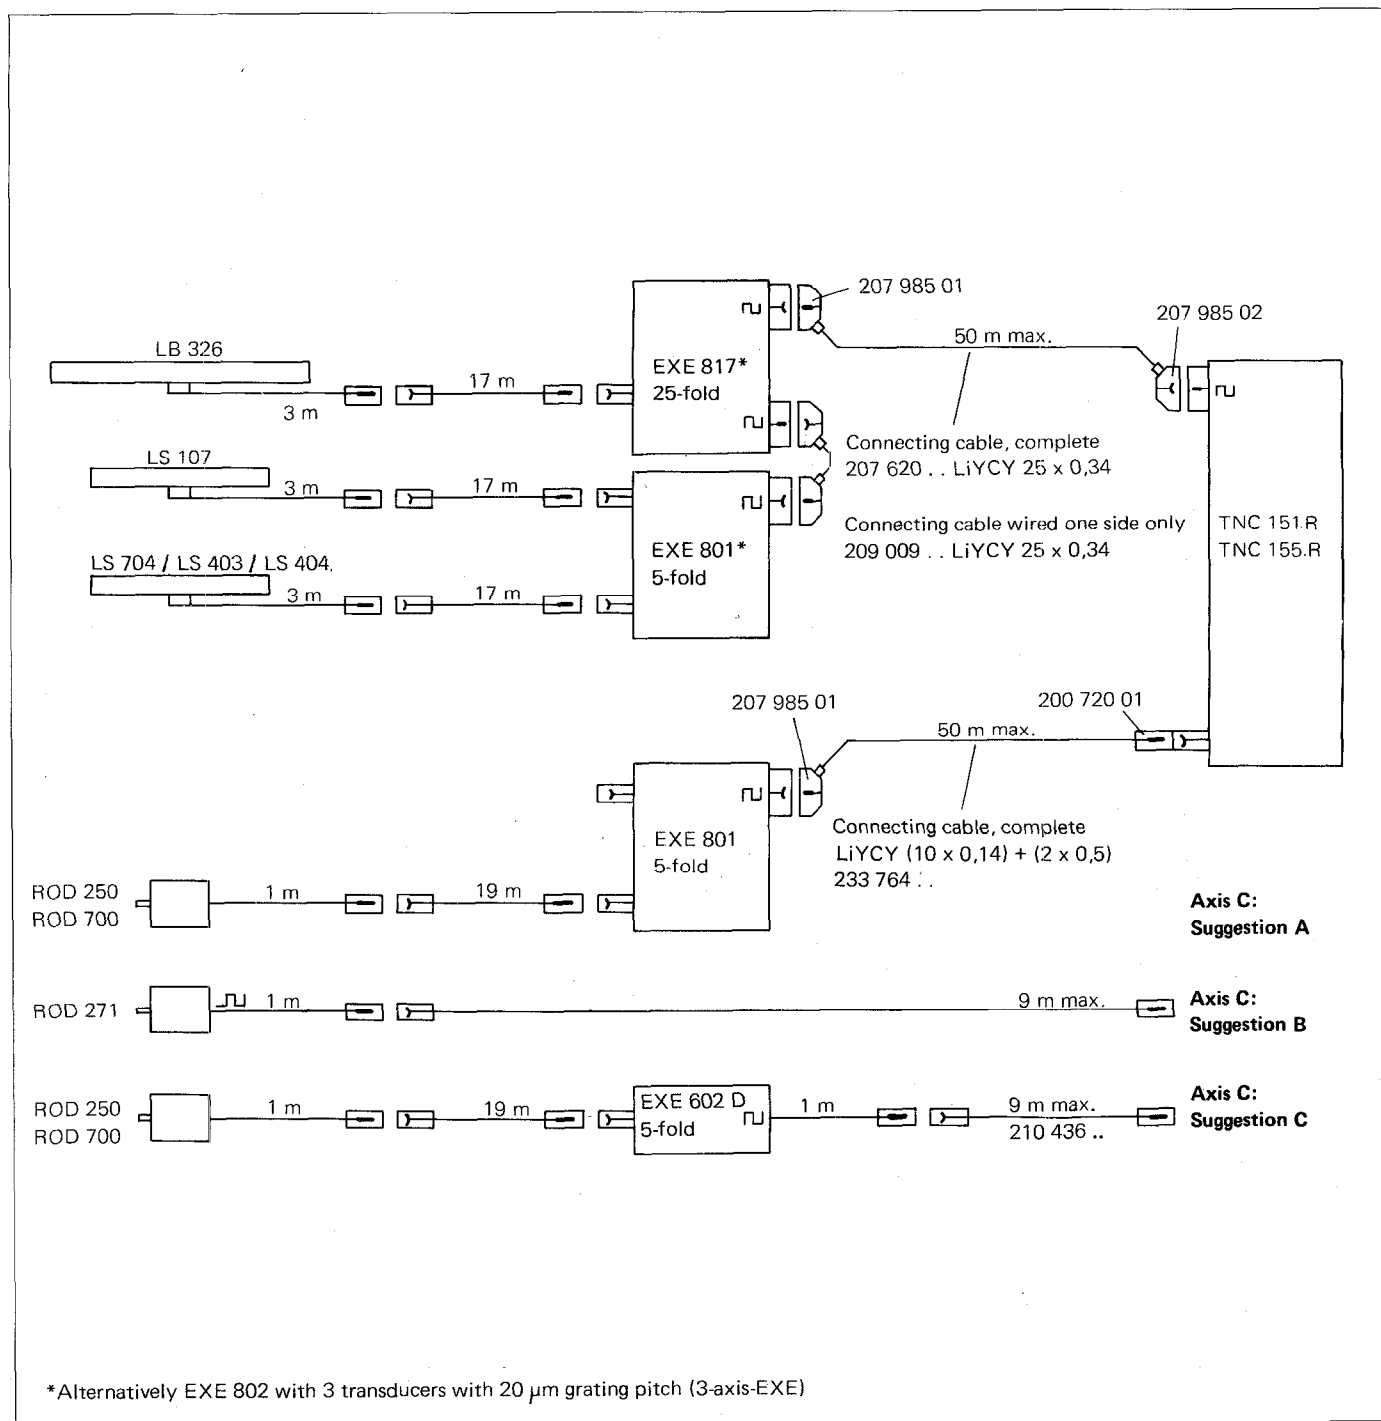 207 985 01
207 985 02
50 m max.
LB 326
EXE 817*
25-fold
17 m
3 m
Connecting cable, complete
207 620 . . LiYCY 25 x 0,34
LS 107
3 m
17 m
Connecting cable wired one side only
209 009 . . LiYCY 25 x 0,34
TNC 151.R
TNC 155.R
EXE 801*
5-fold
LS 704 / LS 403 / LS 404.
3 m
17 m
207 985 01
200 720 01
50 m max.
EXE 801
5-fold
Connecting cable, complete
LiYCY (10 x 0,14) + (2 x 0,5)
233 764 . .
ROD 250
ROD 700
1 m
19 m
Axis C:
Suggestion A
ROD 271
1 m
9 m max.
Axis C:
Suggestion B
ROD 250
ROD 700
1 m
19 m
EXE 602 D
5-fold
1 m
9 m max.
210 436 ..
Axis C:
Suggestion C
*Alternatively EXE 802 with 3 transducers with 20 µm grating pitch (3-axis-EXE)